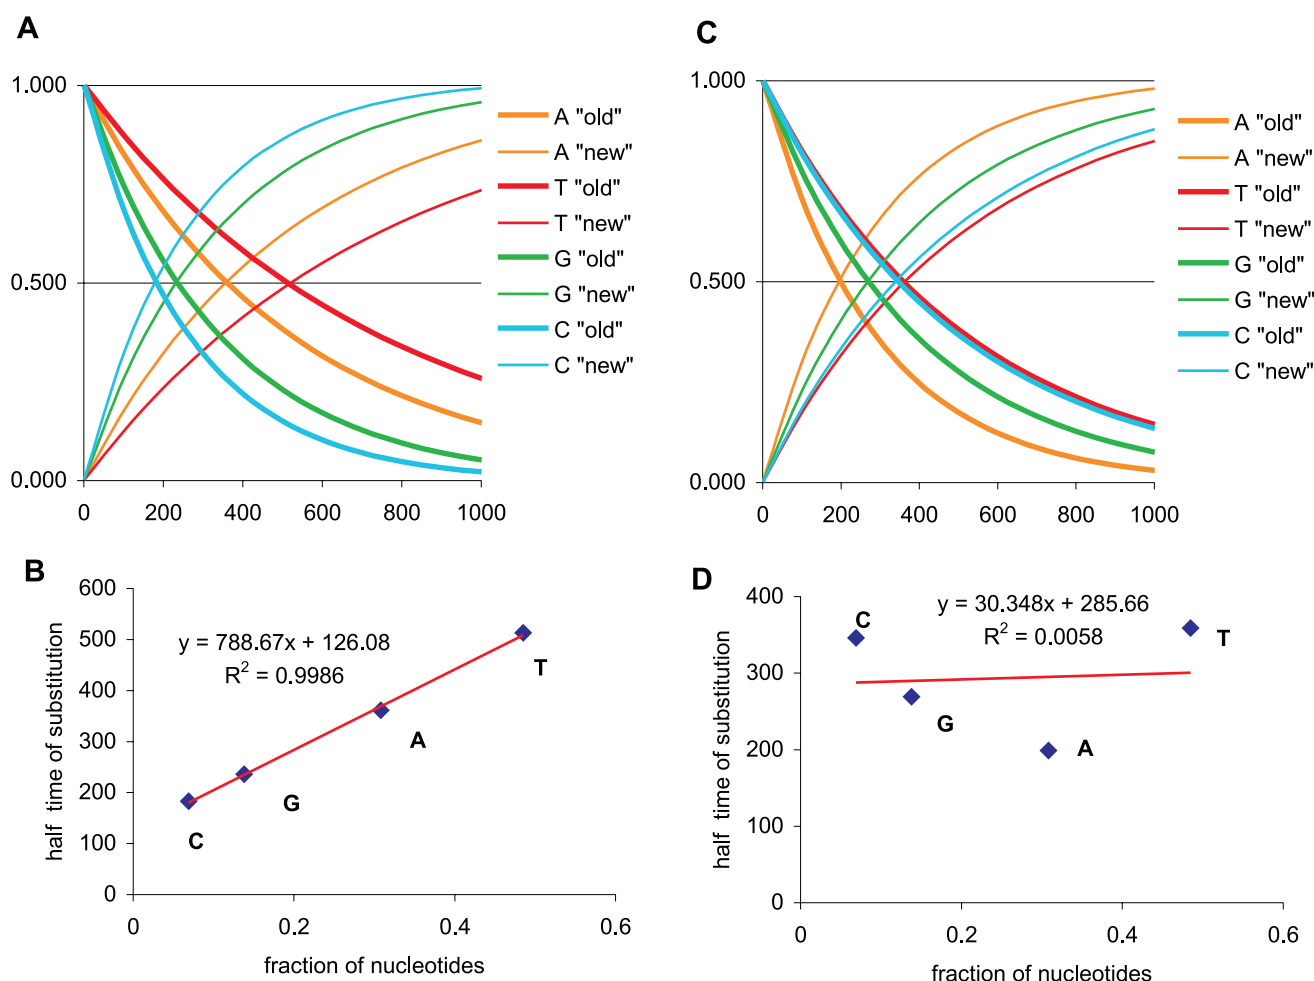 A
1.000
0.500
0.000
0 200 400 600 800 1000
A "old"
A "new"
T "old"
T "new"
G "old"
G "new"
C "old"
C "new"
C
1.000
0.500
0.000
0 200 400 600 800 1000
A "old"
A "new"
T "old"
T "new"
G "old"
G "new"
C "old"
C "new"
B
half time of substitution
600
500
400
300
200
100
0
y = 788.67x + 126.08
R² = 0.9986
T
A
G
C
0 0.2 0.4 0.6
fraction of nucleotides
D
half time of substitution
400
300
200
100
0
y = 30.348x + 285.66
R² = 0.0058
C
T
G
A
0 0.2 0.4 0.6
fraction of nucleotides